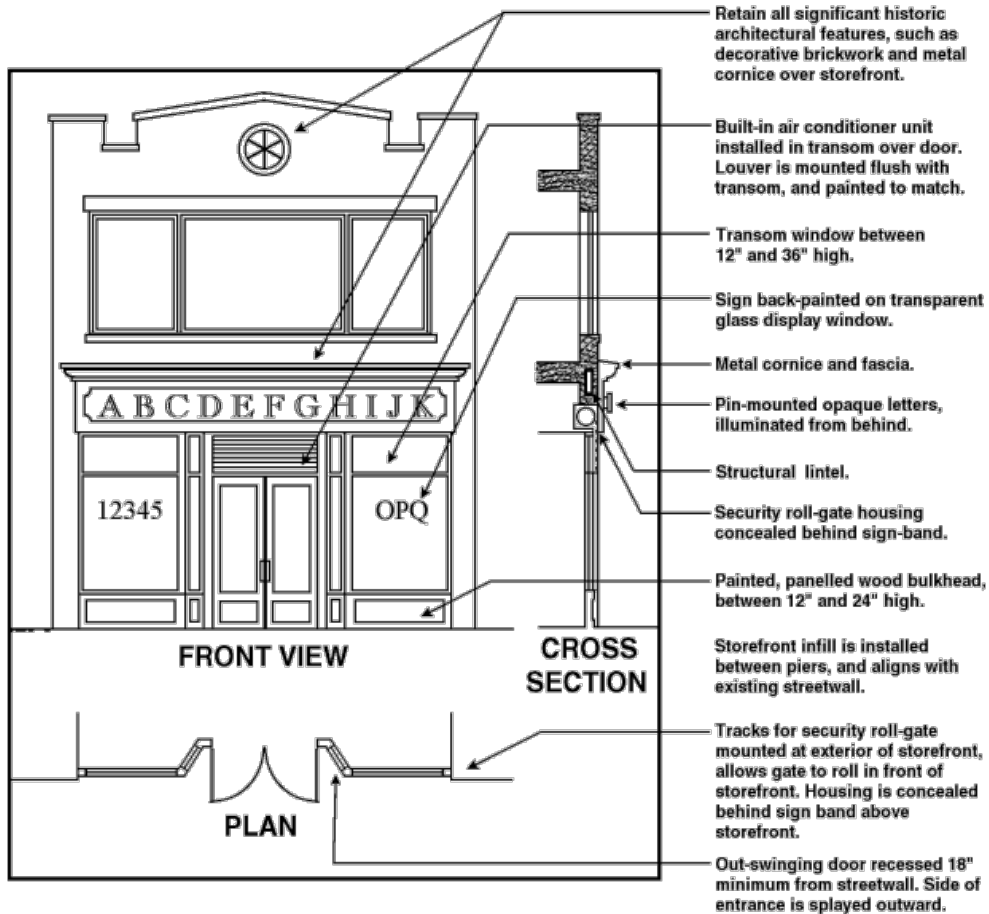 Retain all significant historic
architectural features, such as
decorative brickwork and metal
cornice over storefront.
Built-in air conditioner unit
installed in transom over door.
Louver is mounted flush with
transom, and painted to match.
Transom window between
12" and 36" high.
Sign back-painted on transparent
glass display window.
Metal cornice and fascia.
Pin-mounted opaque letters,
illuminated from behind.
Structural lintel.
Security roll-gate housing
concealed behind sign-band.
Painted, panelled wood bulkhead,
between 12" and 24" high.
Storefront infill is installed
between piers, and aligns with
existing streetwall.
Tracks for security roll-gate
mounted at exterior of storefront,
allows gate to roll in front of
storefront. Housing is concealed
behind sign band above
storefront.
Out-swinging door recessed 18"
minimum from streetwall. Side of
entrance is splayed outward.
ABCDEFGHIJK
12345
OPQ
FRONT VIEW
CROSS
SECTION
PLAN